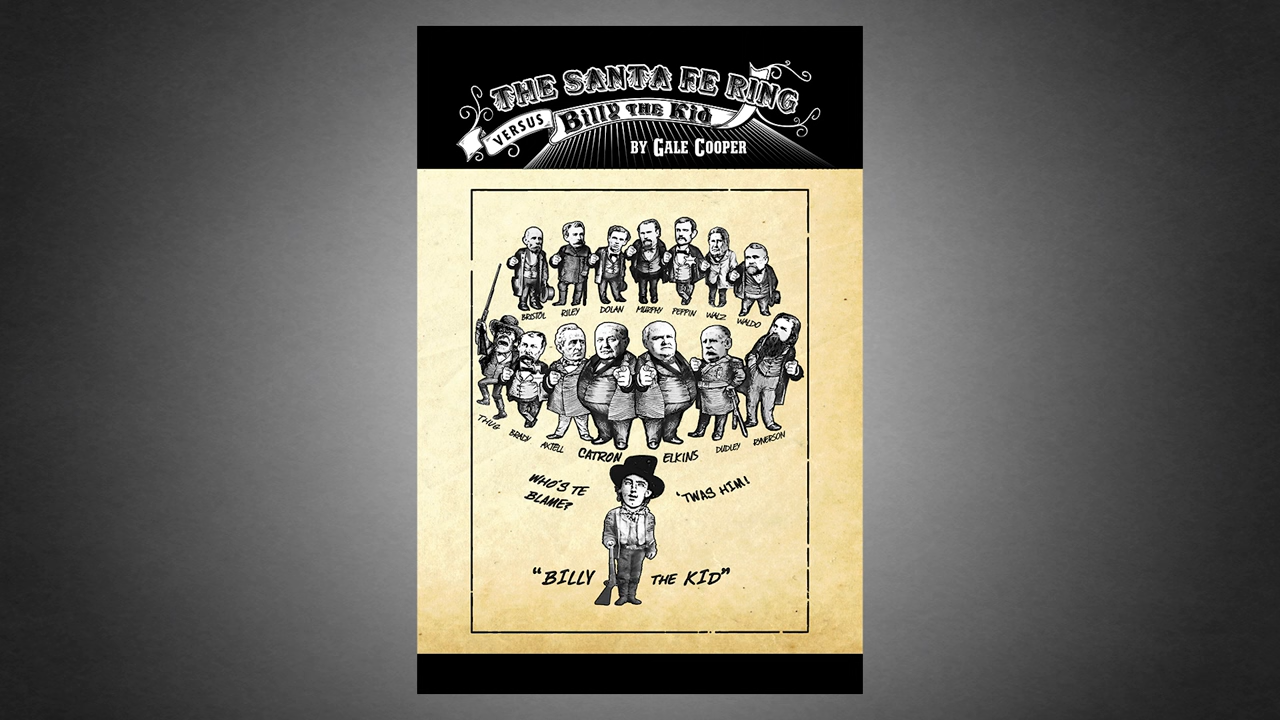 THE SANTA FE RING
VERSUS Billy THE Kid
BY GALE COOPER
BRISTOL RILEY DOLAN MURPHY PEPPIN WALZ WALDO
THUG BRADY AXTELL CATRON ELKINS DUDLEY RYNERSON
WHO'S TE
BLAME?
'TWAS HIM!
"BILLY THE KID"